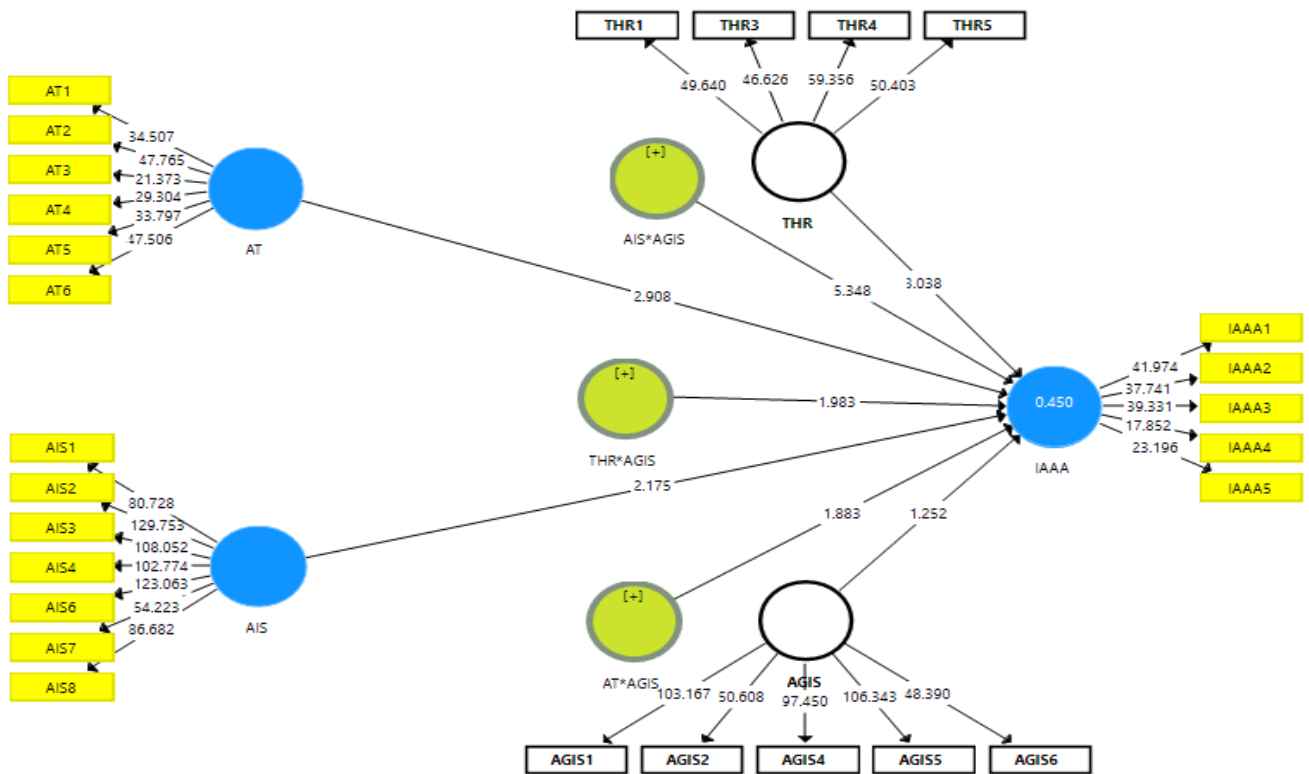 THR1 THR3 THR4 THR5
49.640 46.626 59.356 50.403
AT1
AT2
AT3
AT4
AT5
AT6
34.507
47.765
21.373
29.304
33.797
47.506
AT
[+]
AIS*AGIS
THR
2.908
5.348
3.038
[+]
THR*AGIS
1.983
0.450
IAAA
41.974
37.741
39.331
17.852
23.196
IAAA1
IAAA2
IAAA3
IAAA4
IAAA5
AIS1
AIS2
AIS3
AIS4
AIS6
AIS7
AIS8
80.728
129.753
108.052
102.774
123.063
54.223
86.682
AIS
2.175
1.883
1.252
[+]
AT*AGIS
AGIS
103.167 50.608 97.450 106.343 48.390
AGIS1 AGIS2 AGIS4 AGIS5 AGIS6